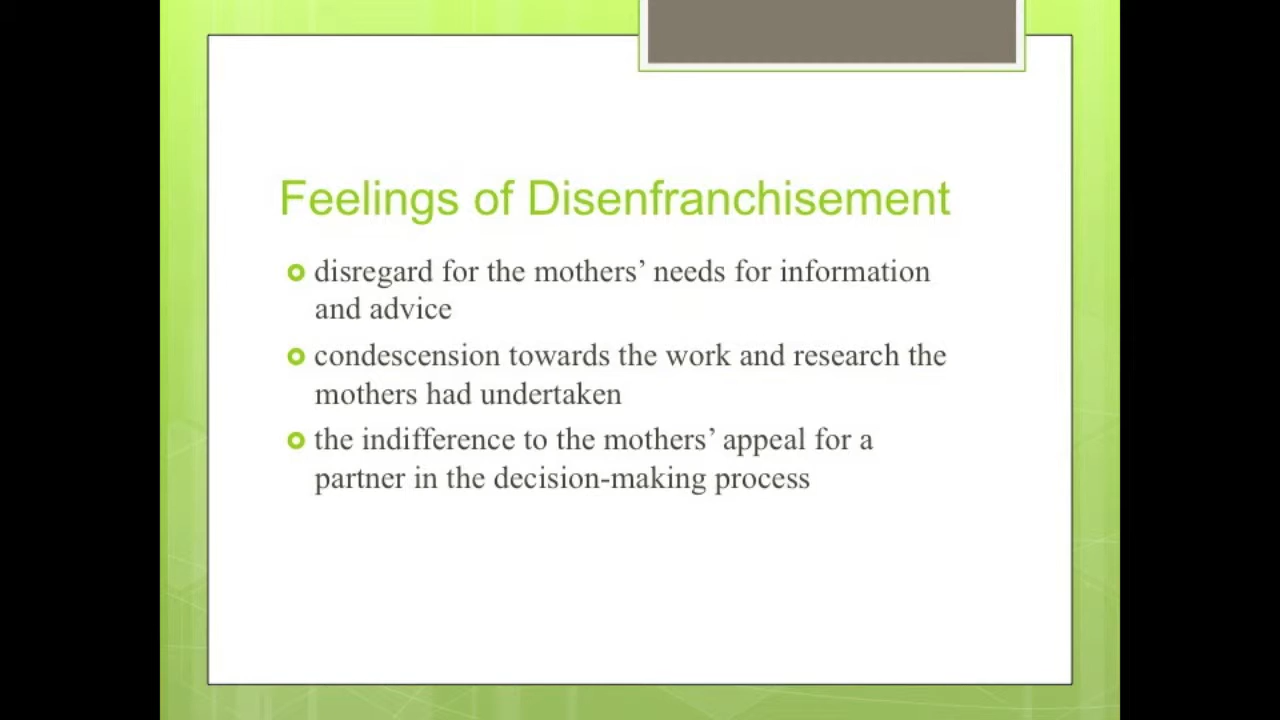 Feelings of Disenfranchisement
disregard for the mothers’ needs for information
and advice
condescension towards the work and research the
mothers had undertaken
the indifference to the mothers’ appeal for a
partner in the decision-making process